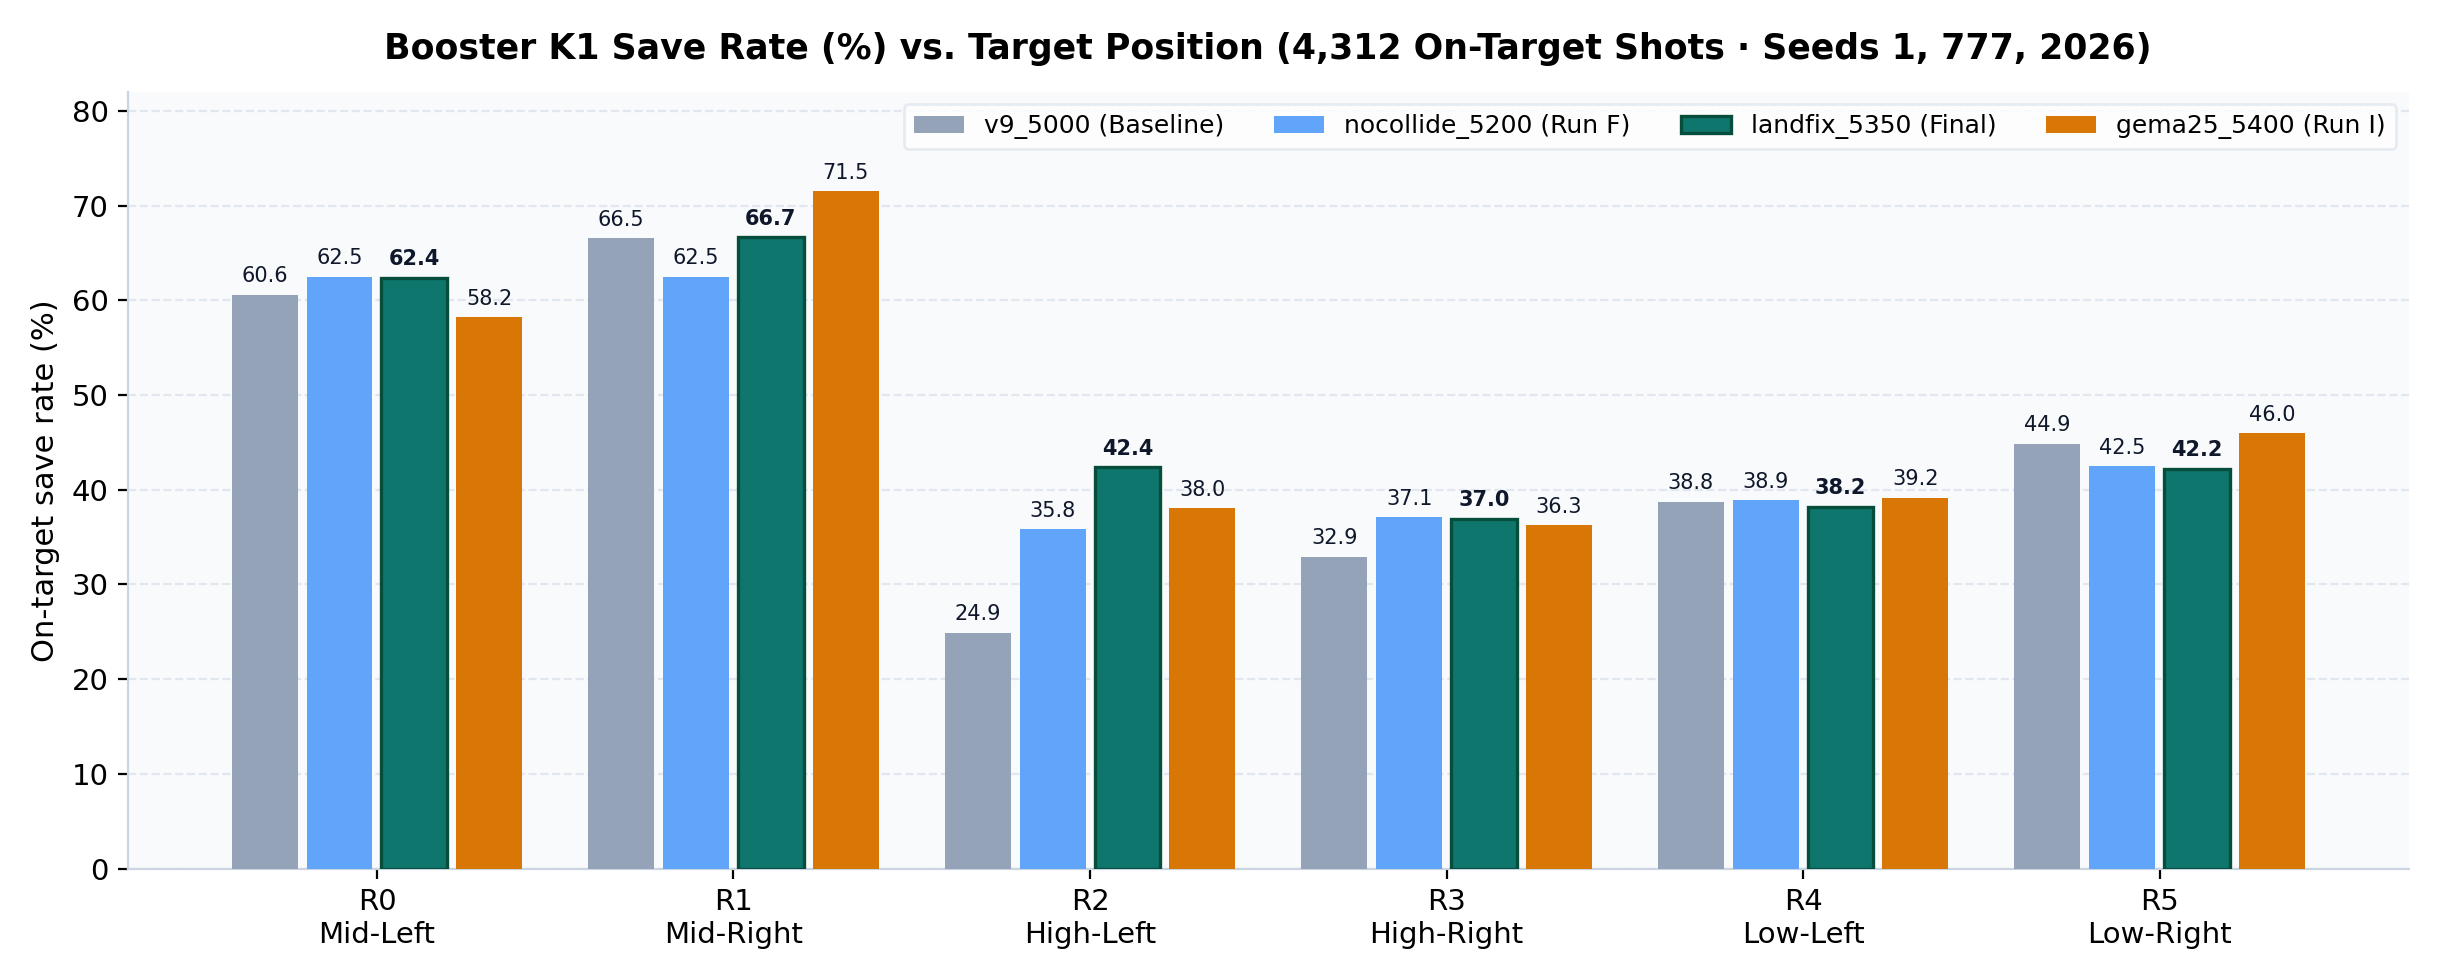 Booster K1 Save Rate (%) vs. Target Position (4,312 On-Target Shots · Seeds 1, 777, 2026)
v9_5000 (Baseline) nocollide_5200 (Run F) landfix_5350 (Final) gema25_5400 (Run I)
On-target save rate (%)
80
70
60
50
40
30
20
10
0
60.6 62.5 62.4 58.2
66.5 62.5 66.7 71.5
24.9 35.8 42.4 38.0
32.9 37.1 37.0 36.3
38.8 38.9 38.2 39.2
44.9 42.5 42.2 46.0
R0
Mid-Left
R1
Mid-Right
R2
High-Left
R3
High-Right
R4
Low-Left
R5
Low-Right